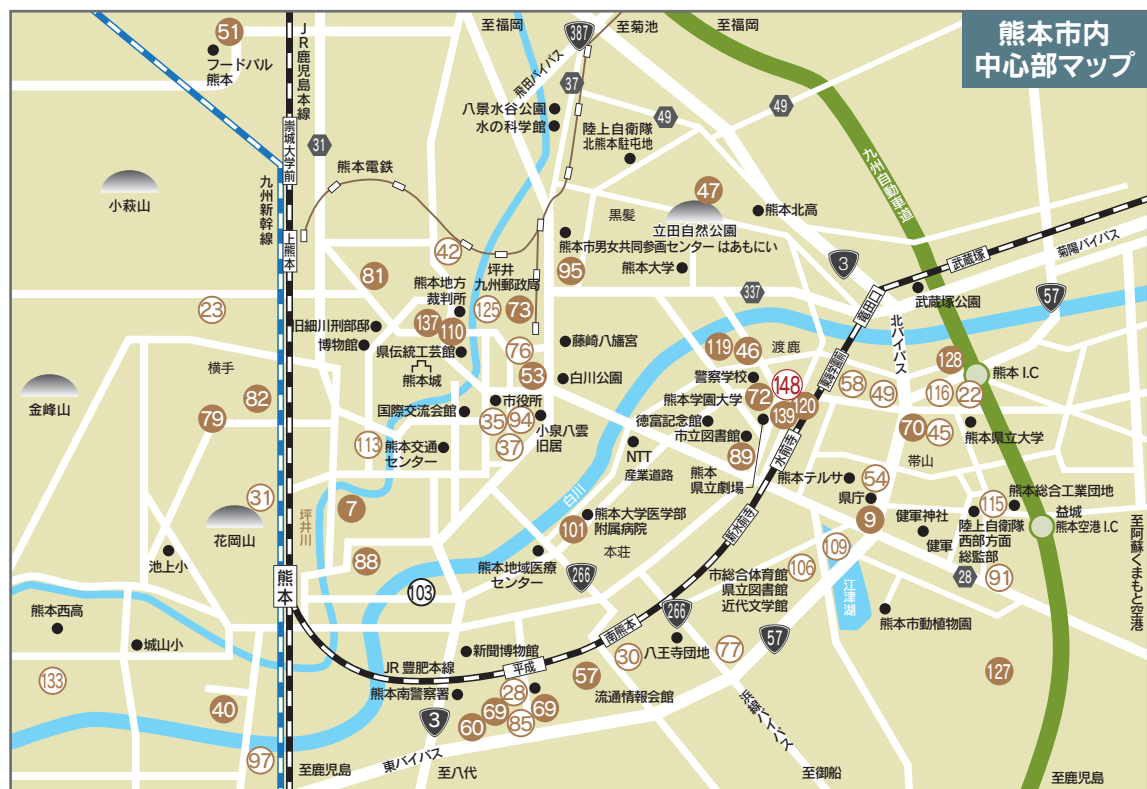 熊本市内
中心部マップ
51
フードパル
熊本
JR鹿児島本線
至福岡
387
至菊池
至福岡
飛田バイパス
37
49
49
31
八景水谷公園
水の科学館
陸上自衛隊
北熊本駐屯地
崇城大学前
熊本電鉄
九州自動車道
小萩山
九州新幹線
47
立田自然公園
熊本北高
黒髪
上熊本
熊本市男女共同参画センター はあもにい
熊本大学
95
3
武蔵塚
菊陽バイパス
57
武蔵塚公園
竜田口
42
坪井
九州郵政局
81
熊本地方
裁判所
125
73
337
23
137
110
旧細川刑部邸
博物館
県伝統工芸館
熊本城
76
藤崎八旛宮
53
白川公園
北バイパス
119
46
渡鹿
東海学園前
128
熊本 I.C
横手
金峰山
82
79
警察学校
148
58
49
116
22
国際交流会館
市役所
35
94
小泉八雲
旧居
37
熊本学園大学
72
139
120
徳富記念館
市立図書館
89
70
45
熊本県立大学
帯山
113
熊本交通
センター
NTT
産業道路
水前寺
熊本
県立劇場
熊本テルサ
54
県庁
9
31
7
坪井川
花岡山
白川
101
熊本大学医学部
附属病院
本荘
新水前寺
健軍神社
健軍
115
熊本総合工業団地
陸上自衛隊
西部方面
総監部
益城
熊本空港 I.C
至阿蘇くまもと空港
池上小
88
熊本
103
熊本地域医療
センター
266
109
106
市総合体育館
県立図書館
近代文学館
江津湖
28
91
熊本西高
城山小
266
57
熊本市動植物園
南熊本
八王寺団地
77
30
133
新聞博物館
JR豊肥本線
平成
熊本南警察署
28
57
流通情報会館
127
40
3
60
69
85
69
浜線バイパス
97
東バイパス
至鹿児島
至八代
至御船
至鹿児島